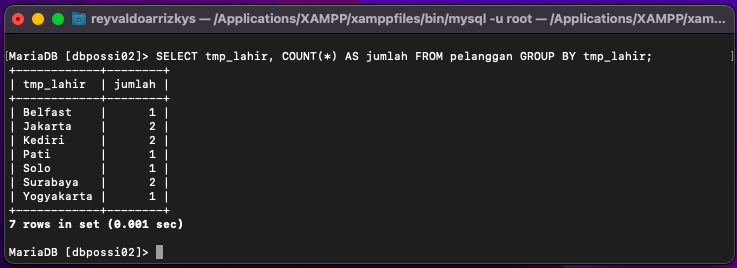 reyvaldoarrizkys — /Applications/XAMPP/xamppfiles/bin/mysql -u root — /Applications/XAMPP/xam...
[MariaDB [dbpossi02]> SELECT tmp_lahir, COUNT(*) AS jumlah FROM pelanggan GROUP BY tmp_lahir; ]
+------------+--------+
| tmp_lahir  | jumlah |
+------------+--------+
| Belfast    |      1 |
| Jakarta    |      2 |
| Kediri     |      2 |
| Pati       |      1 |
| Solo       |      1 |
| Surabaya   |      2 |
| Yogyakarta |      1 |
+------------+--------+
7 rows in set (0.001 sec)
MariaDB [dbpossi02]>